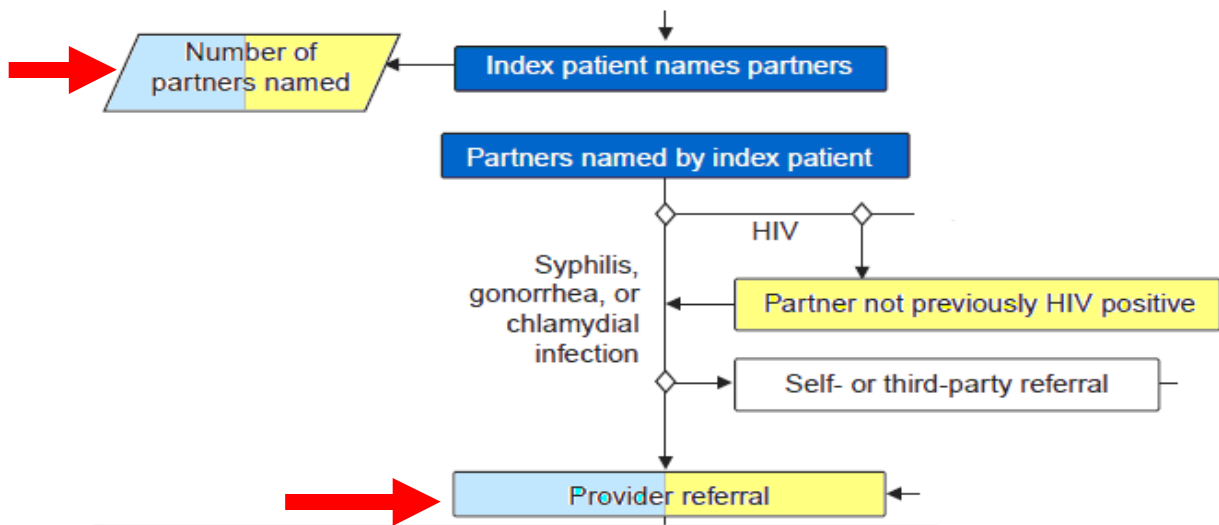 Number of
partners named
Index patient names partners
Partners named by index patient
HIV
Syphilis,
gonorrhea, or
chlamydial
infection
Partner not previously HIV positive
Self- or third-party referral
Provider referral